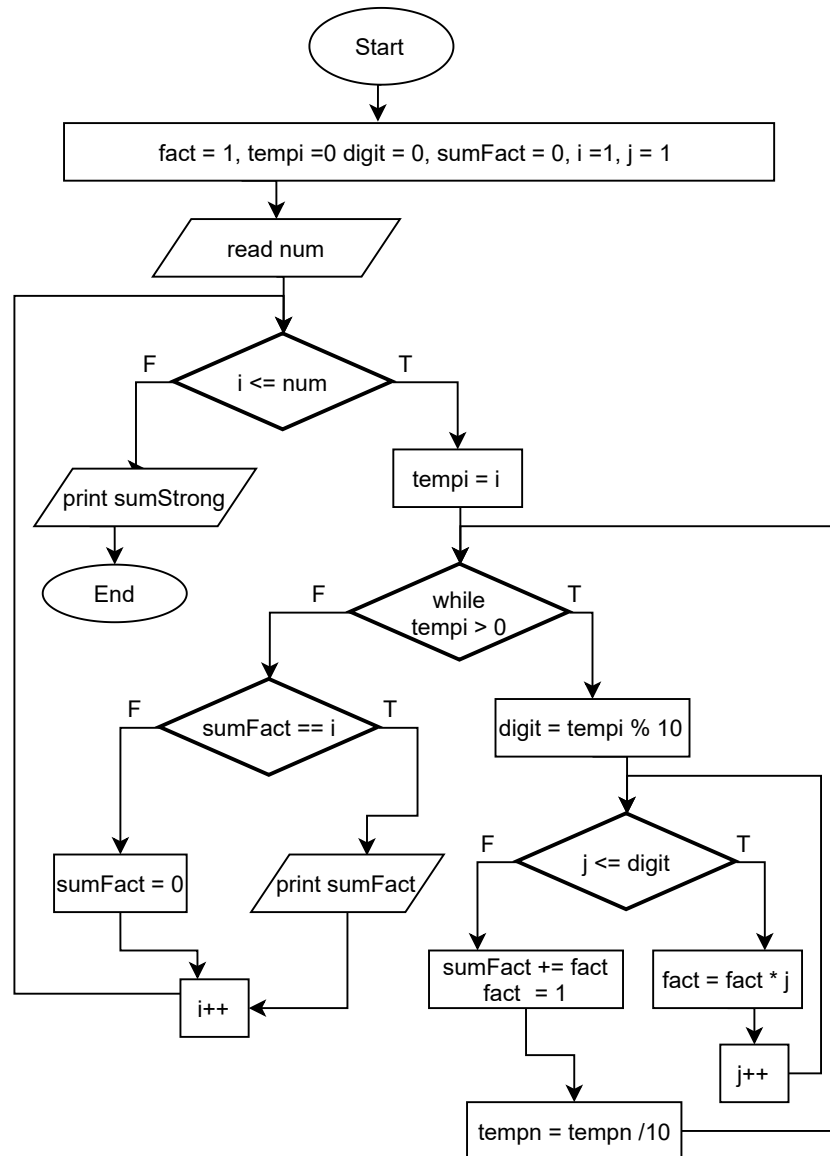 Start
fact = 1, tempi =0 digit = 0, sumFact = 0, i =1, j = 1
read num
F
T
i <= num
tempi = i
print sumStrong
End
F
T
while
tempi > 0
F
T
sumFact == i
digit = tempi % 10
F
T
j <= digit
sumFact = 0
print sumFact
sumFact += fact
fact = 1
fact = fact * j
i++
j++
tempn = tempn /10